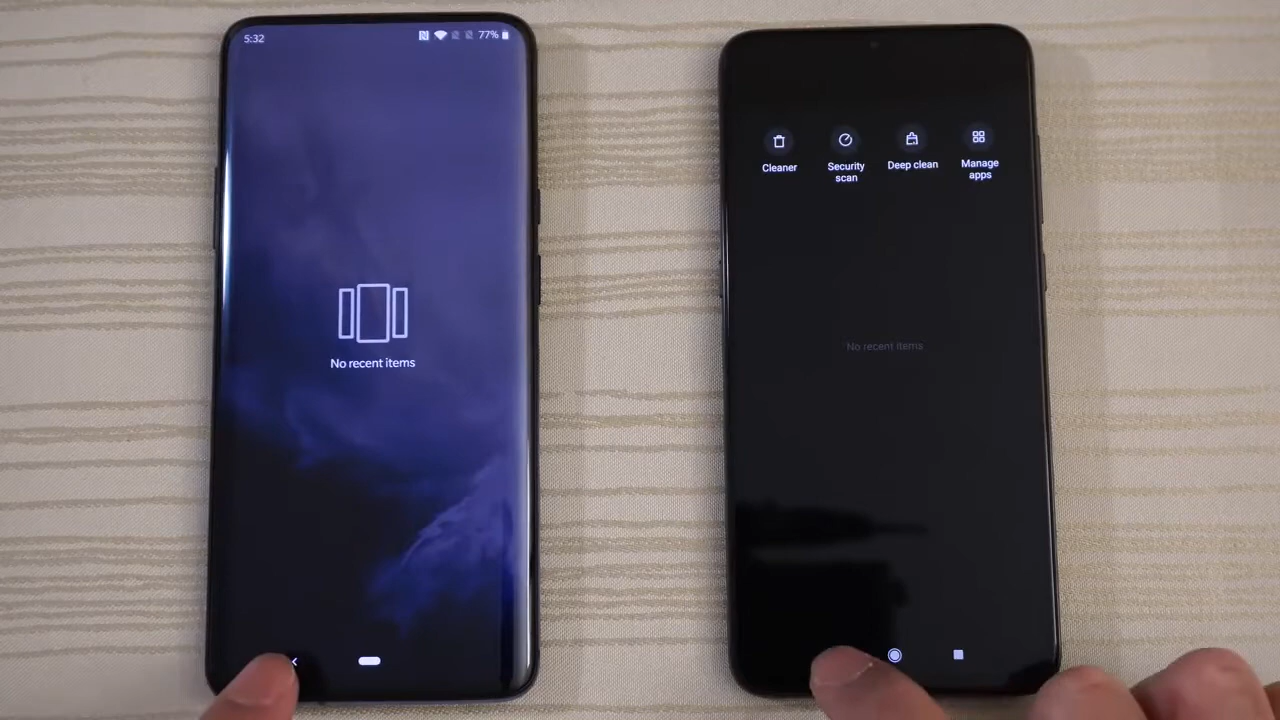 5:32
77%
No recent items
Cleaner
Security
scan
Deep clean
Manage
apps
No recent items